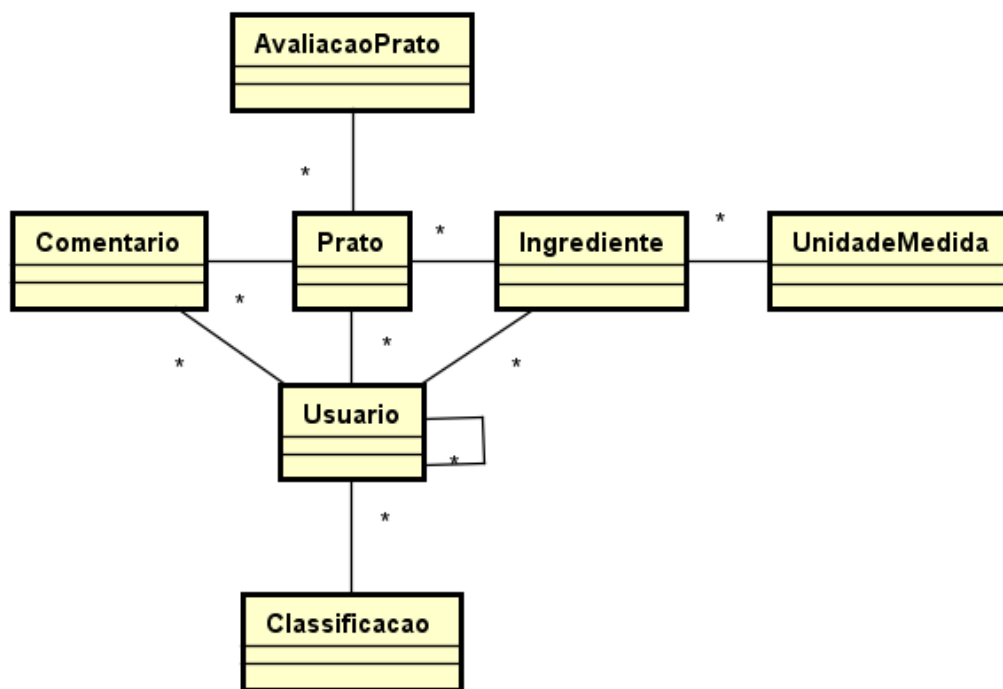 AvaliacaoPrato
*
Comentario
Prato
*
Ingrediente
*
UnidadeMedida
*
*
*
*
Usuario
*
*
Classificacao